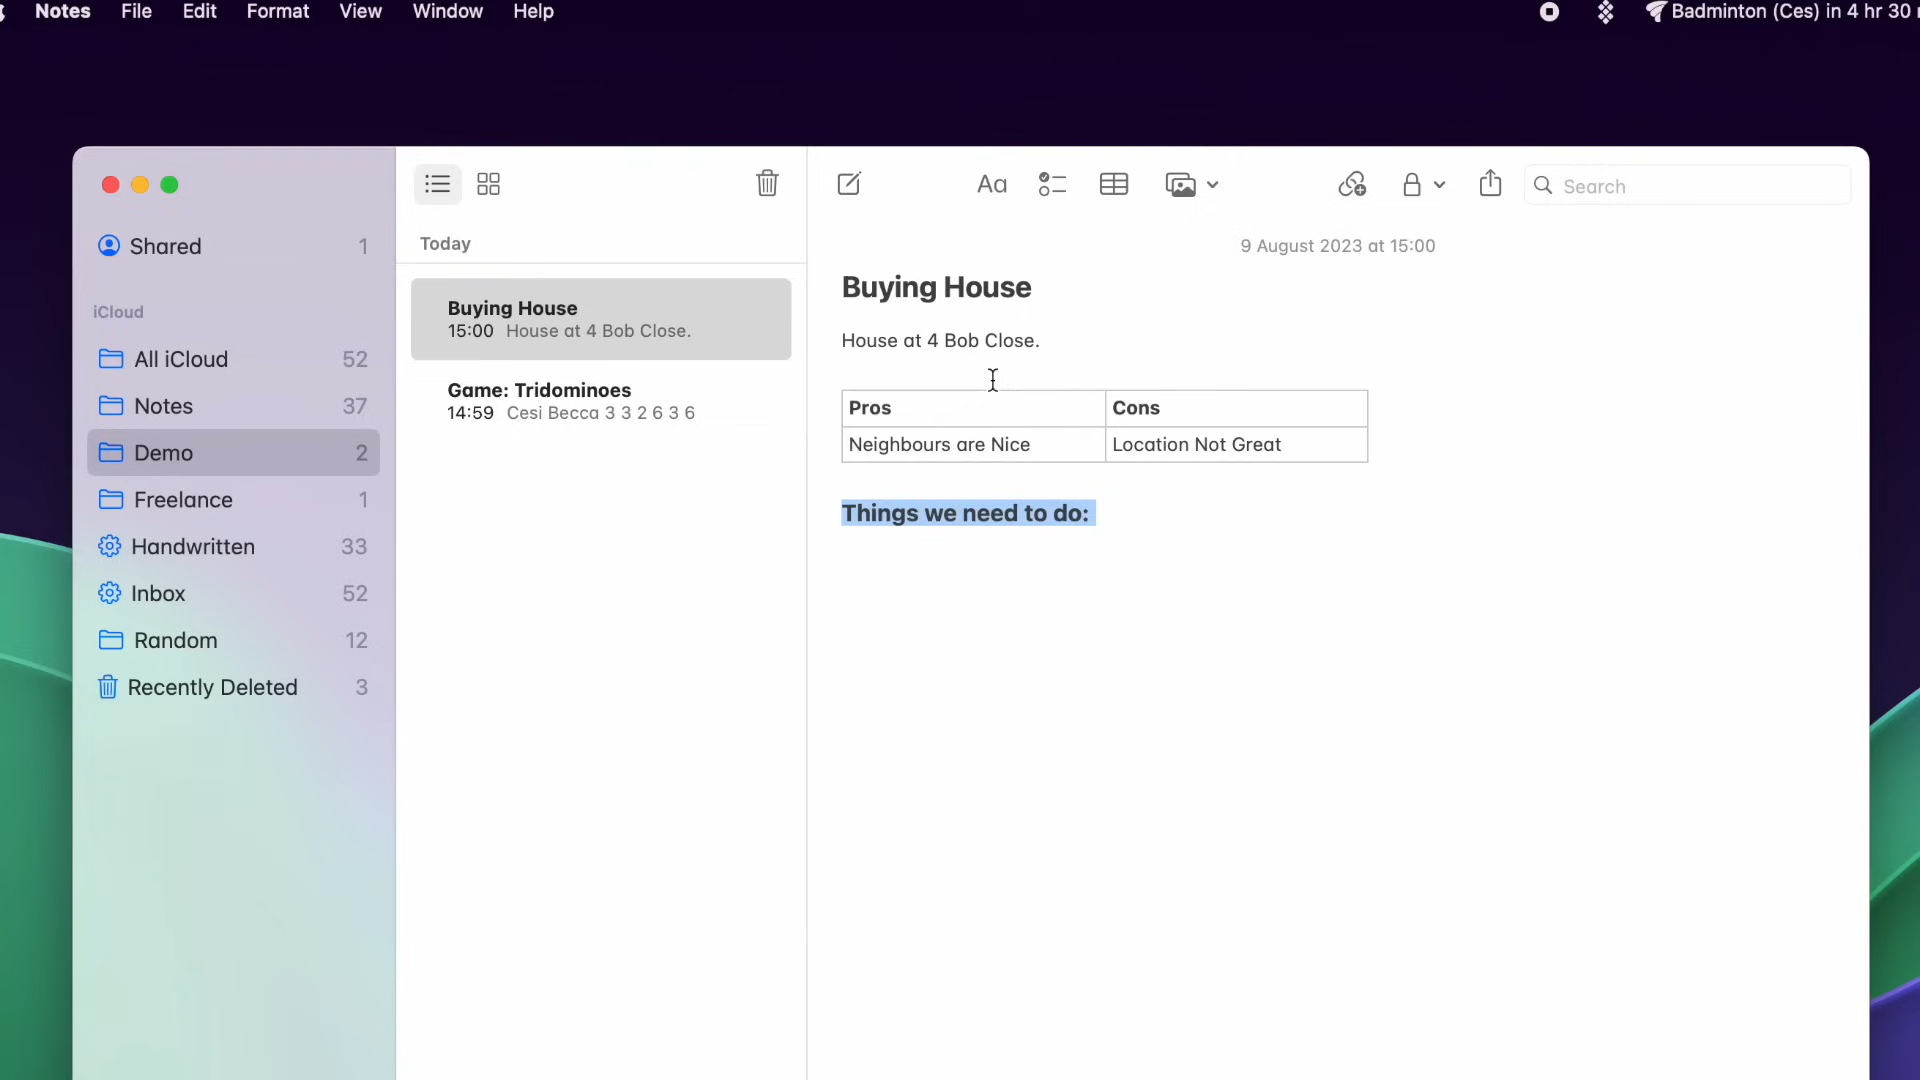 Notes File Edit Format View Window Help Badminton (Ces) in 4 hr 30
Shared 1
iCloud
All iCloud 52
Notes 37
Demo 2
Freelance 1
Handwritten 33
Inbox 52
Random 12
Recently Deleted 3
Today
Buying House
15:00 House at 4 Bob Close.
Game: Tridominoes
14:59 Cesi Becca 3 3 2 6 3 6
Aa Search
9 August 2023 at 15:00
Buying House
House at 4 Bob Close.
Pros Cons
Neighbours are Nice Location Not Great
Things we need to do: